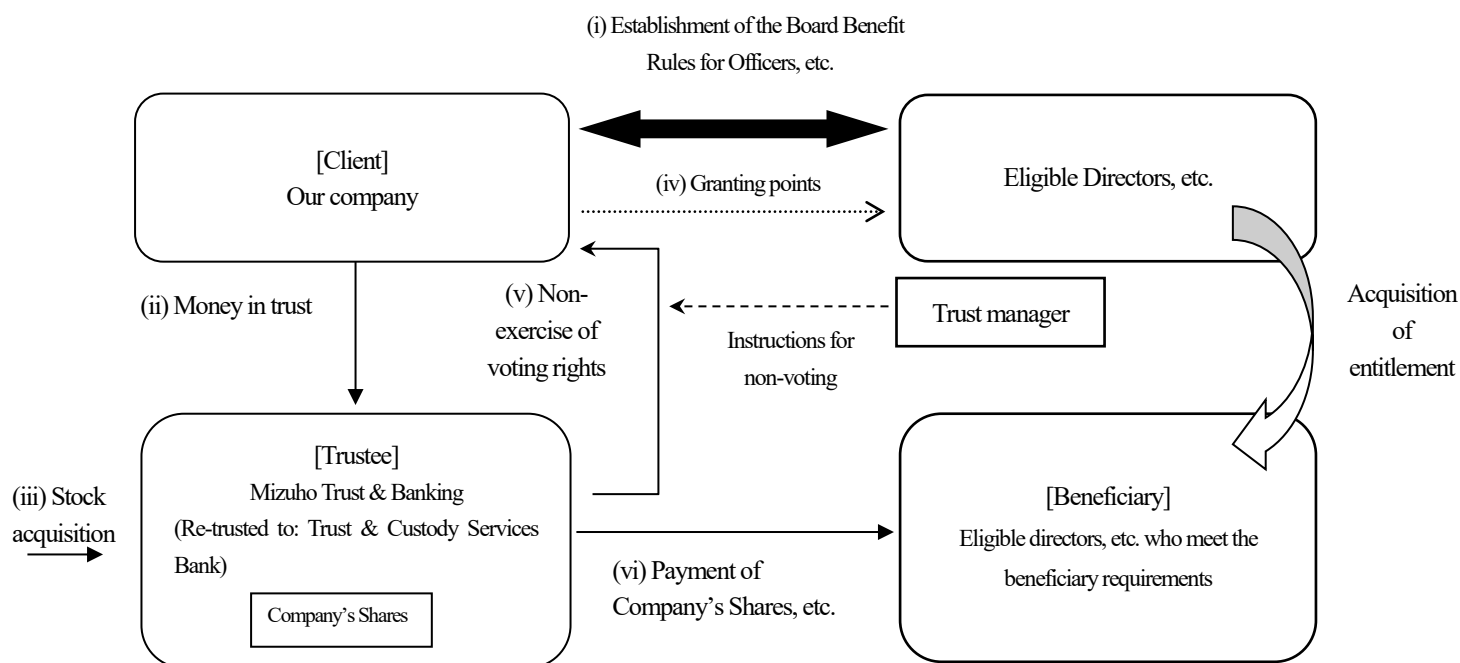 (i) Establishment of the Board Benefit
Rules for Officers, etc.
[Client]
Our company
(iv) Granting points
Eligible Directors, etc.
(ii) Money in trust
(v) Non-
exercise of
voting rights
Instructions for
non-voting
Trust manager
Acquisition
of
entitlement
(iii) Stock
acquisition
[Trustee]
Mizuho Trust & Banking
(Re-trusted to: Trust & Custody Services
Bank)
Company’s Shares
(vi) Payment of
Company’s Shares, etc.
[Beneficiary]
Eligible directors, etc. who meet the
beneficiary requirements